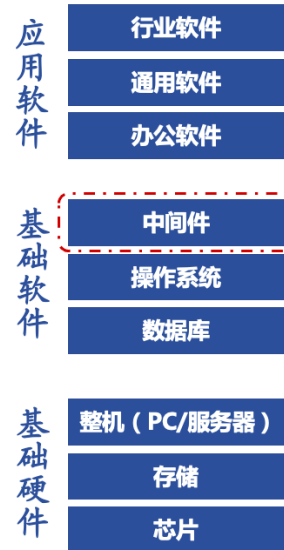 应用软件
行业软件
通用软件
办公软件
基础软件
中间件
操作系统
数据库
基础硬件
整机（PC/服务器）
存储
芯片